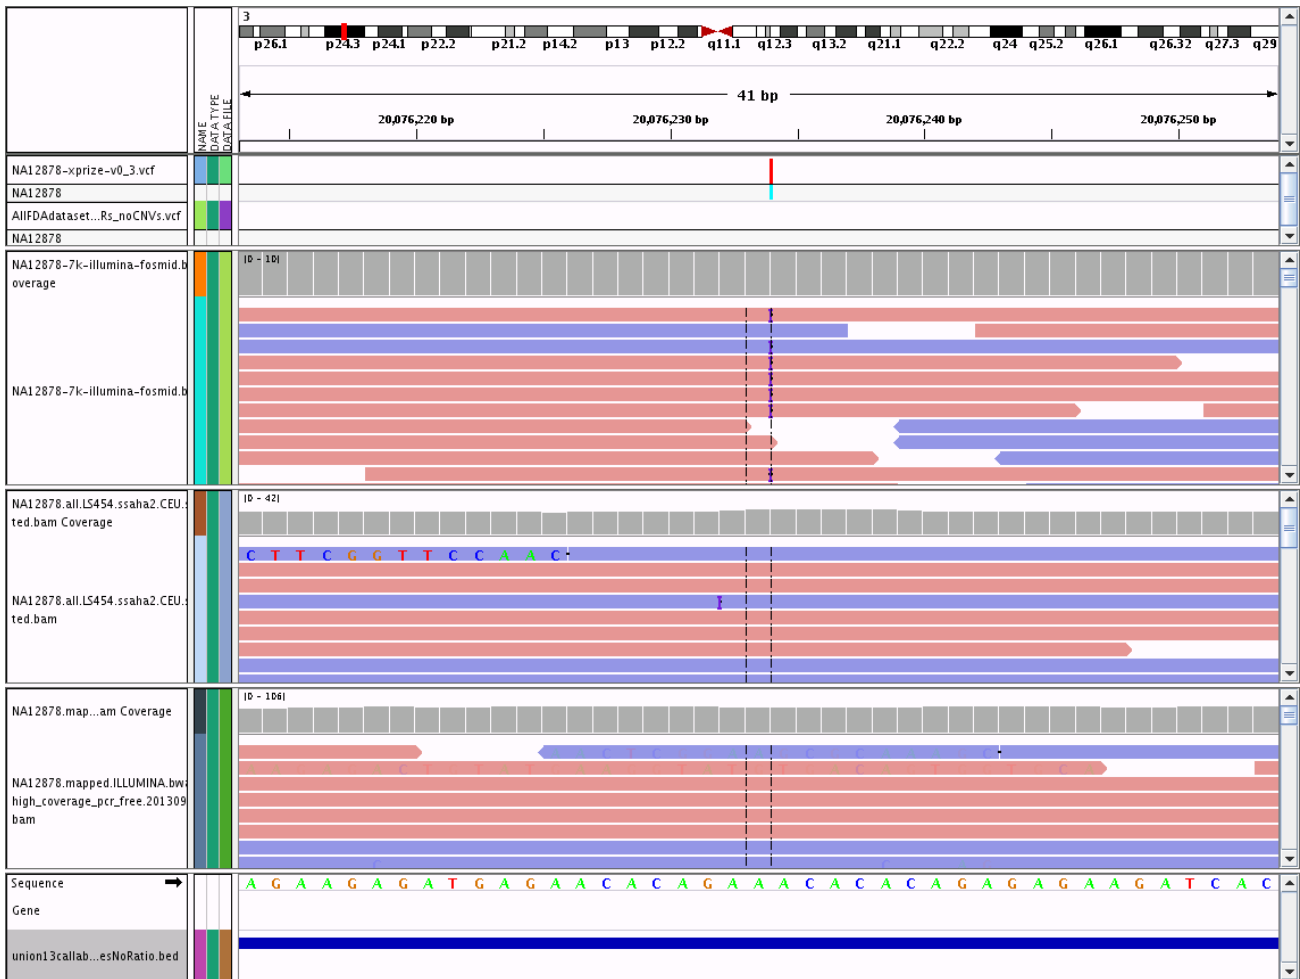 3
p26.1 p24.3 p24.1 p22.2 p21.2 p14.2 p13 p12.2 q11.1 q12.3 q13.2 q21.1 q22.2 q24 q25.2 q26.1 q26.32 q27.3 q29
41 bp
NAME
DATA TYPE
DATA FILE
20,076,220 bp 20,076,230 bp 20,076,240 bp 20,076,250 bp
NA12878-xprize-v0_3.vcf
NA12878
AllFDAdataset...Rs_noCNVs.vcf
NA12878
NA12878-7k-illumina-fosmid.b
overage
[0 - 10]
NA12878-7k-illumina-fosmid.b
NA12878.all.LS454.ssaha2.CEU.s
ted.bam Coverage
[0 - 42]
C T T C G G T T C C A A C
NA12878.all.LS454.ssaha2.CEU.s
ted.bam
NA12878.map...am Coverage
[0 - 106]
NA12878.mapped.ILLUMINA.bwa
high_coverage_pcr_free.201309
bam
Sequence
A G A A G A G A T G A G A A C A C A G A A A C A C A C A G A G A G A A G A T C A C
Gene
union13callab...esNoRatio.bed